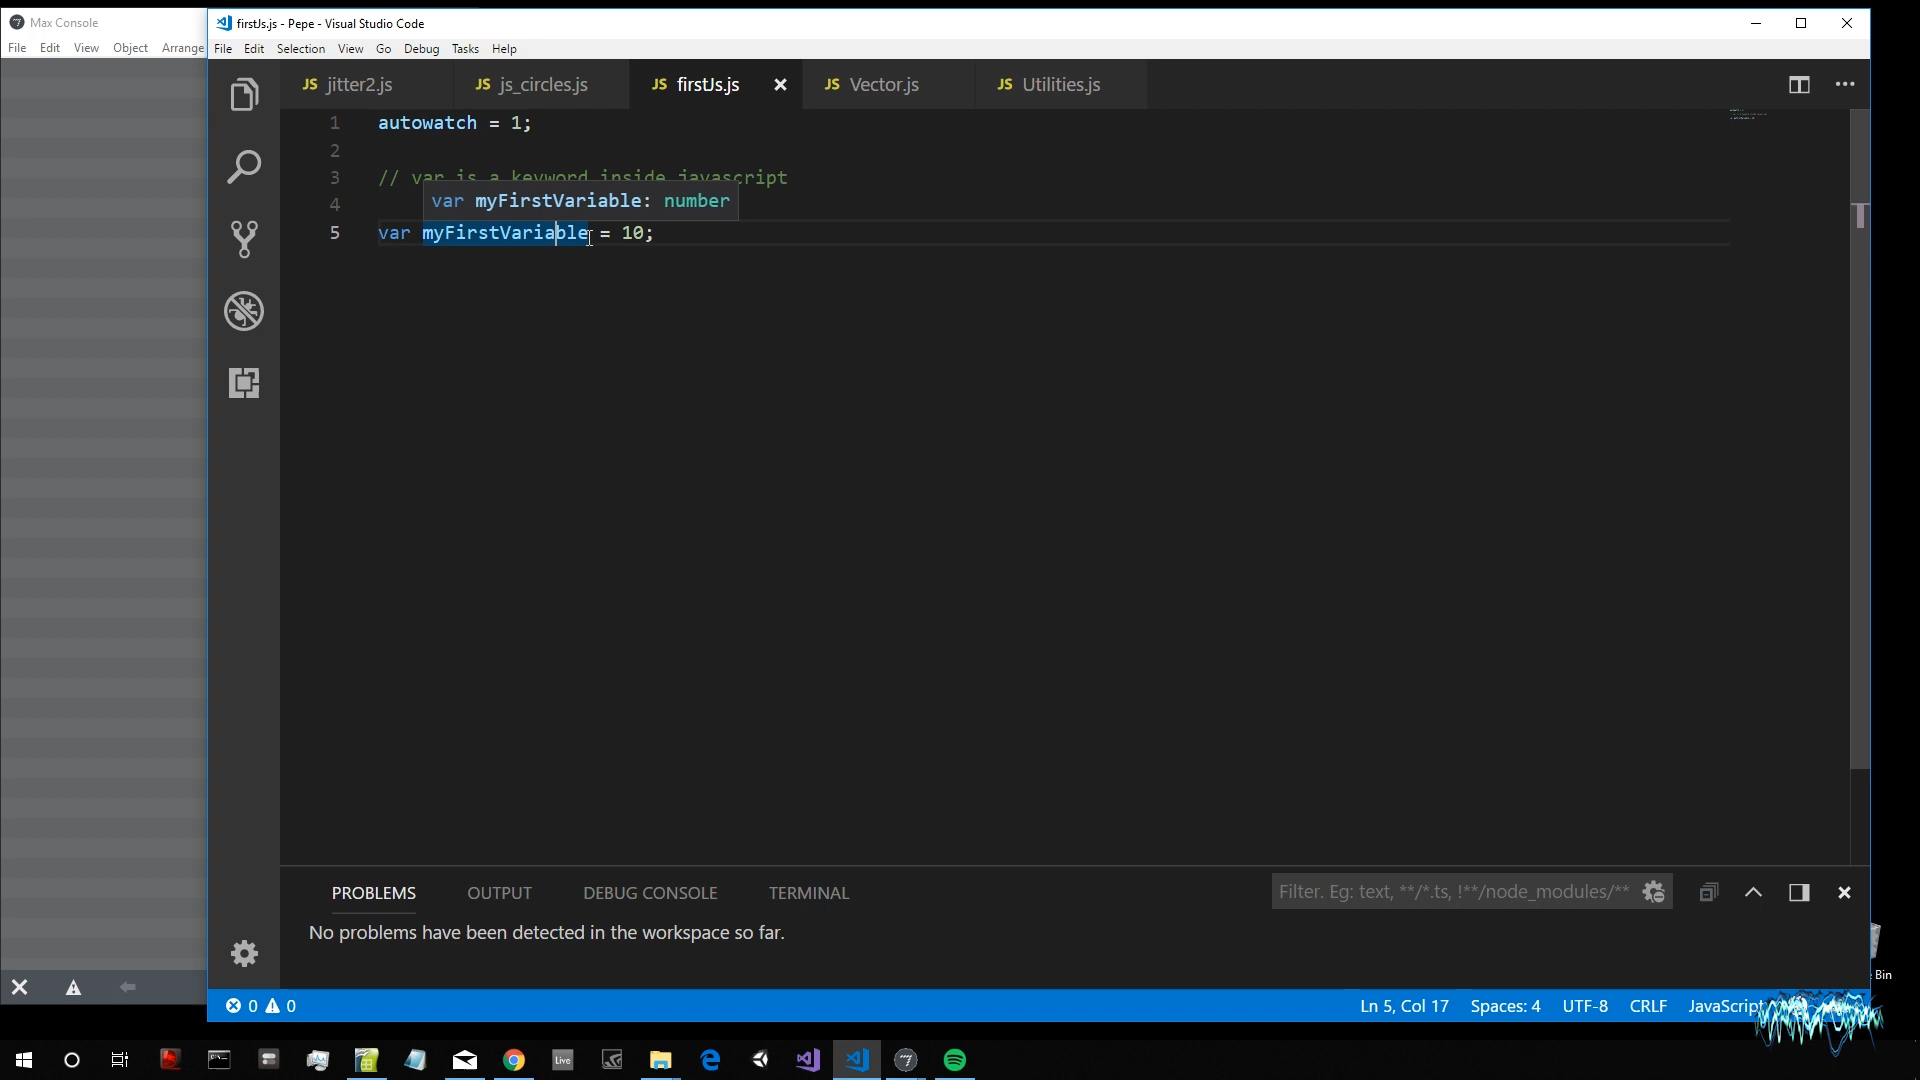 Max Console
File Edit View Object Arrange
firstJs.js - Pepe - Visual Studio Code
File Edit Selection View Go Debug Tasks Help
JS jitter2.js
JS js_circles.js
JS firstJs.js
JS Vector.js
JS Utilities.js
1 autowatch = 1;
2
3 // var is a keyword inside javascript
4
var myFirstVariable: number
5 var myFirstVariable = 10;
PROBLEMS OUTPUT DEBUG CONSOLE TERMINAL
Filter. Eg: text, **/*.ts, !**/node_modules/**
No problems have been detected in the workspace so far.
Bin
0 0
Ln 5, Col 17 Spaces: 4 UTF-8 CRLF JavaScript
Live